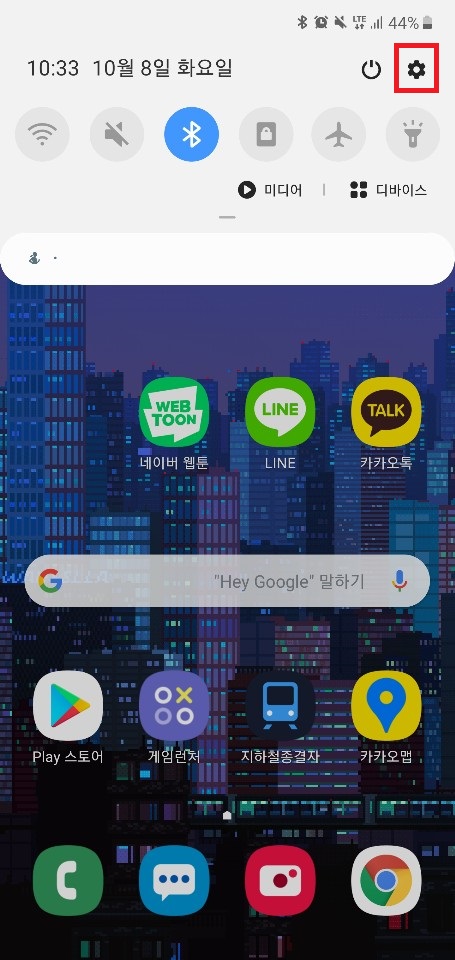 LTE 44%
10:33 10월 8일 화요일
미디어 | 디바이스
WEB
TOON
LINE
TALK
네이버 웹툰 LINE 카카오톡
"Hey Google" 말하기
Play 스토어 게임런처 지하철종결자 카카오맵